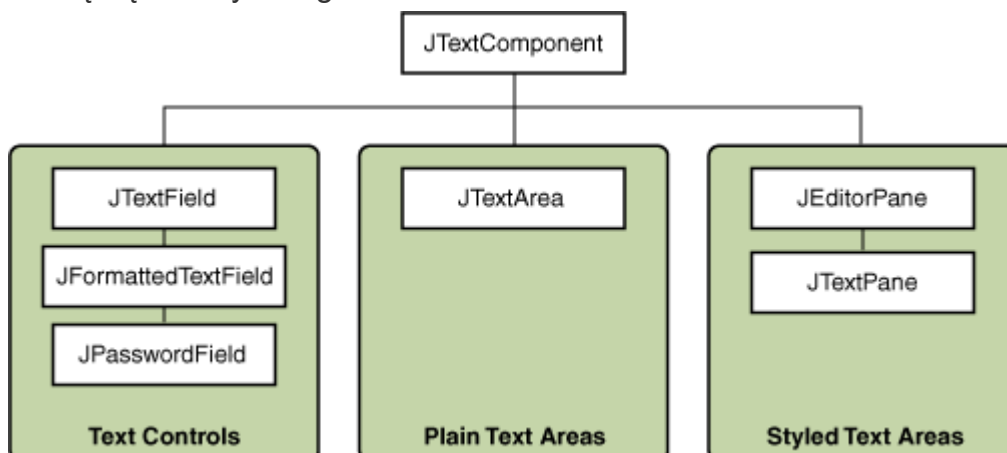 JTextComponent
JTextField
JFormattedTextField
JPasswordField
Text Controls
JTextArea
Plain Text Areas
JEditorPane
JTextPane
Styled Text Areas